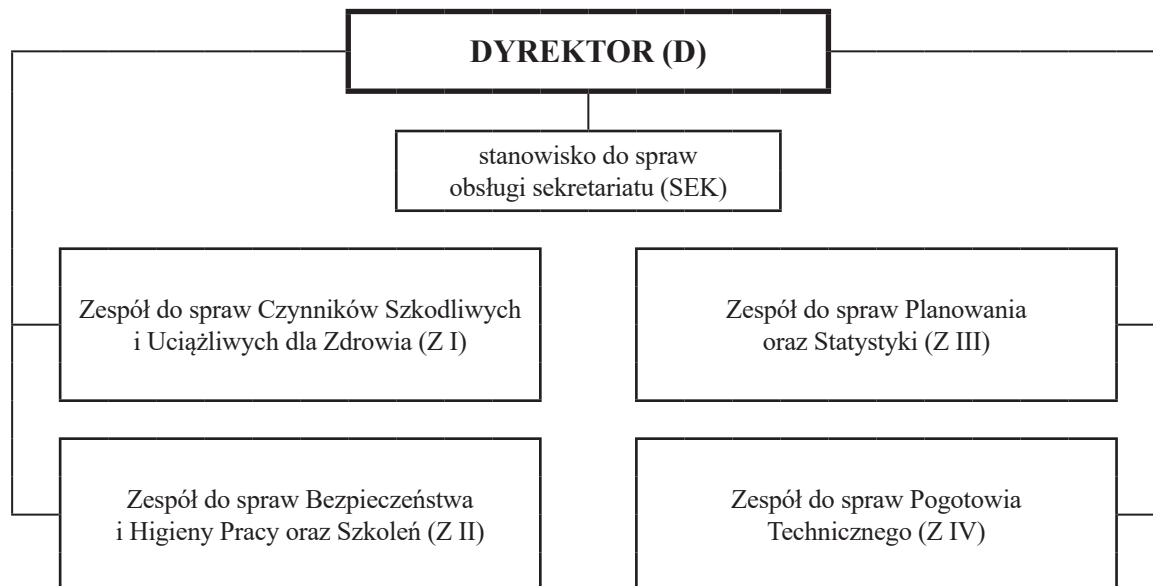 DYREKTOR (D)
stanowisko do spraw
obsługi sekretariatu (SEK)
Zespół do spraw Czynników Szkodliwych
i Uciążliwych dla Zdrowia (Z I)
Zespół do spraw Planowania
oraz Statystyki (Z III)
Zespół do spraw Bezpieczeństwa
i Higieny Pracy oraz Szkoleń (Z II)
Zespół do spraw Pogotowia
Technicznego (Z IV)